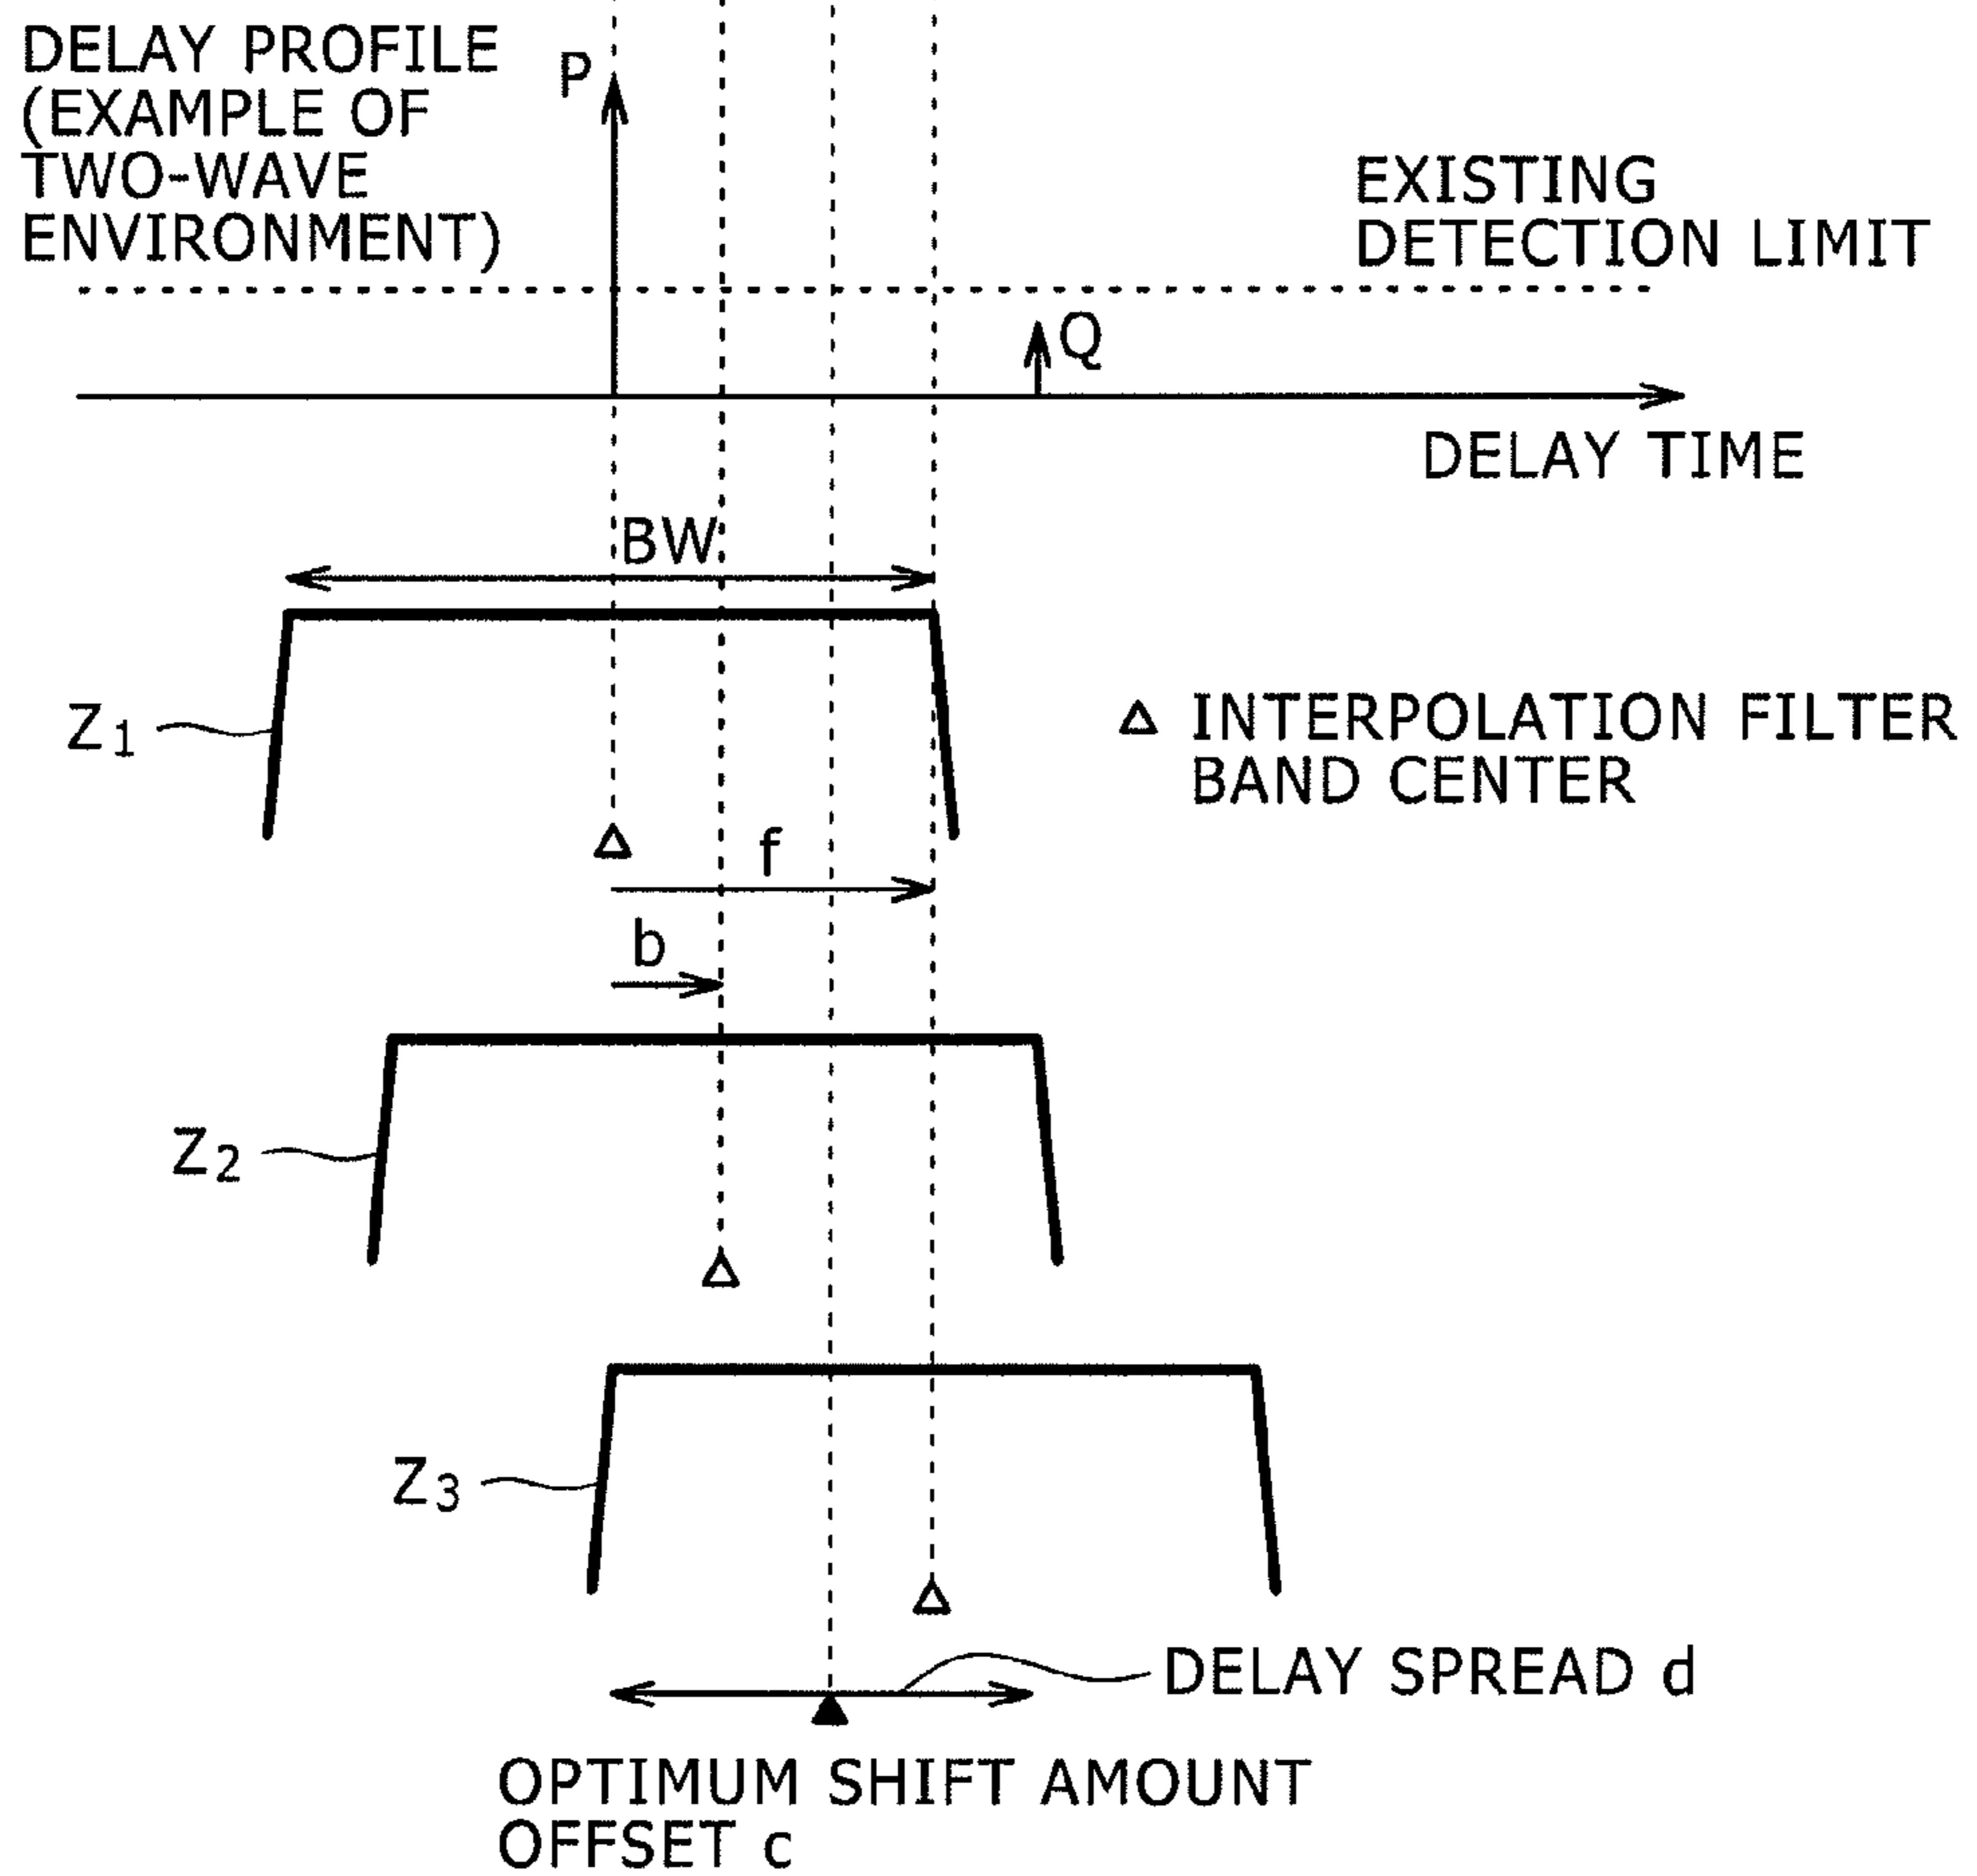 DELAY PROFILE
(EXAMPLE OF
TWO-WAVE
ENVIRONMENT)
P
EXISTING
DETECTION LIMIT
Q
DELAY TIME
BW
Z1
△ INTERPOLATION FILTER
BAND CENTER
f
b
Z2
Z3
DELAY SPREAD d
OPTIMUM SHIFT AMOUNT
OFFSET c